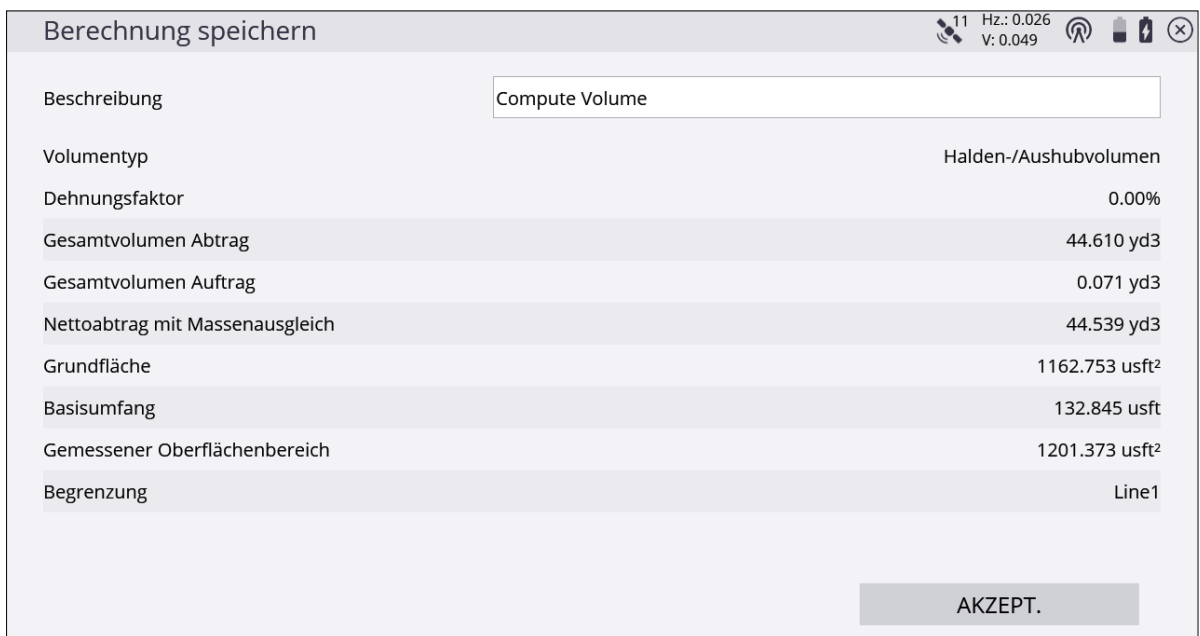 Berechnung speichern
11 Hz.: 0.026
V: 0.049
Beschreibung Compute Volume
Volumentyp Halden-/Aushubvolumen
Dehnungsfaktor 0.00%
Gesamtvolumen Abtrag 44.610 yd3
Gesamtvolumen Auftrag 0.071 yd3
Nettoabtrag mit Massenausgleich 44.539 yd3
Grundfläche 1162.753 usft²
Basisumfang 132.845 usft
Gemessener Oberflächenbereich 1201.373 usft²
Begrenzung Line1
AKZEPT.